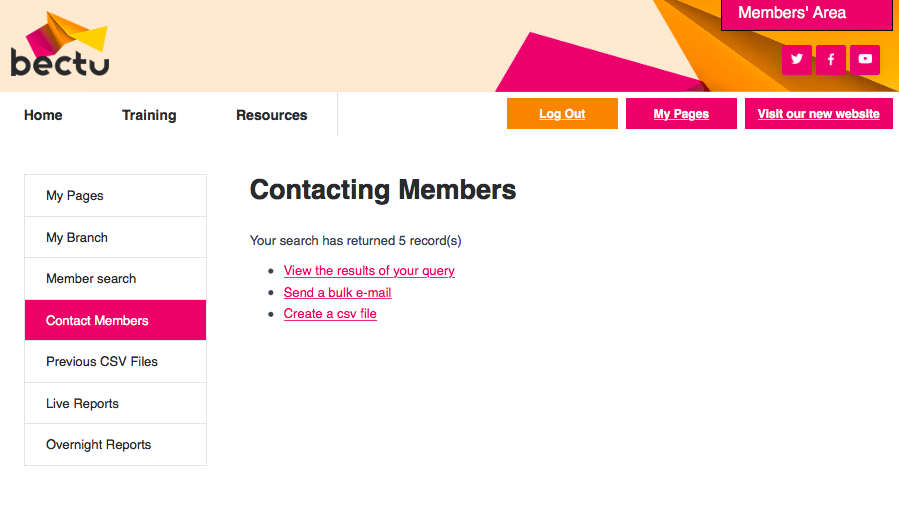 Members' Area
bectu
Home Training Resources Log Out My Pages Visit our new website
My Pages
My Branch
Member search
Contact Members
Previous CSV Files
Live Reports
Overnight Reports
Contacting Members
Your search has returned 5 record(s)
View the results of your query
Send a bulk e-mail
Create a csv file